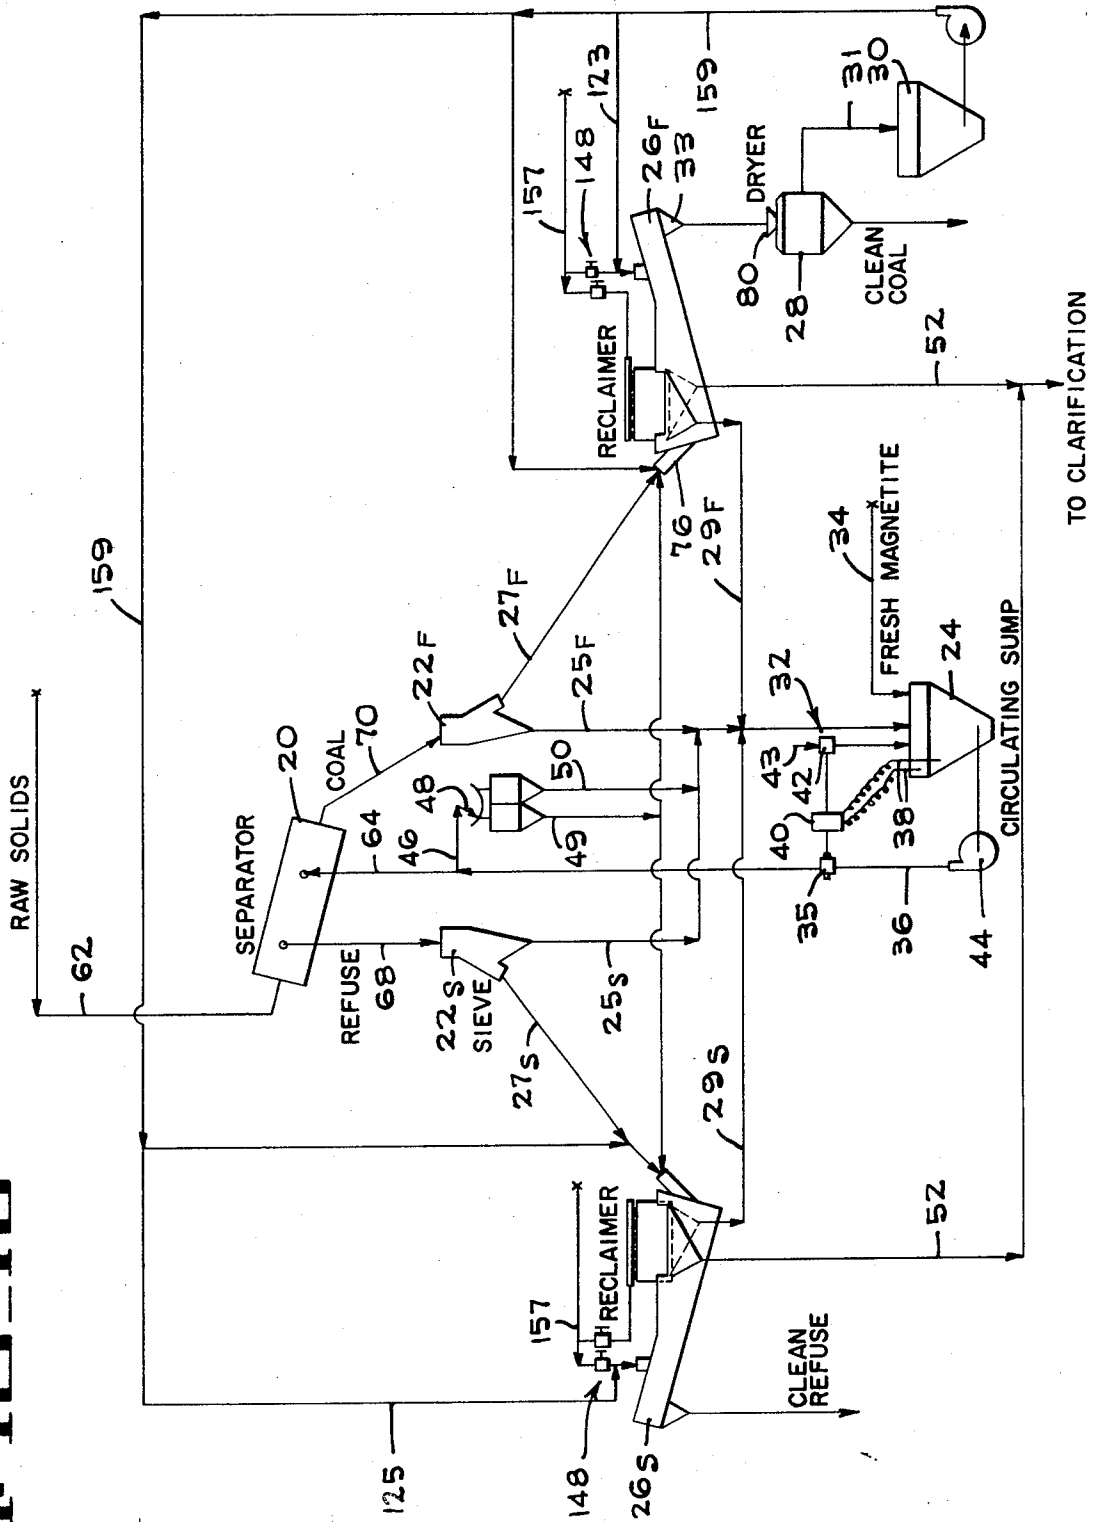 RAW SOLIDS
62
159
SEPARATOR
20
COAL
70
REFUSE
68
64
22S
SIEVE
22F
46
48
27S
27F
25S
25F
49
50
159
123
157
148
26F
33
RECLAIMER
76
29F
DRYER
80
28
31
30
CLEAN
COAL
52
TO CLARIFICATION
125
157
148
RECLAIMER
26S
29S
CLEAN
REFUSE
52
32
43
42
40
35
38
36
44
34
FRESH MAGNETITE
24
CIRCULATING SUMP